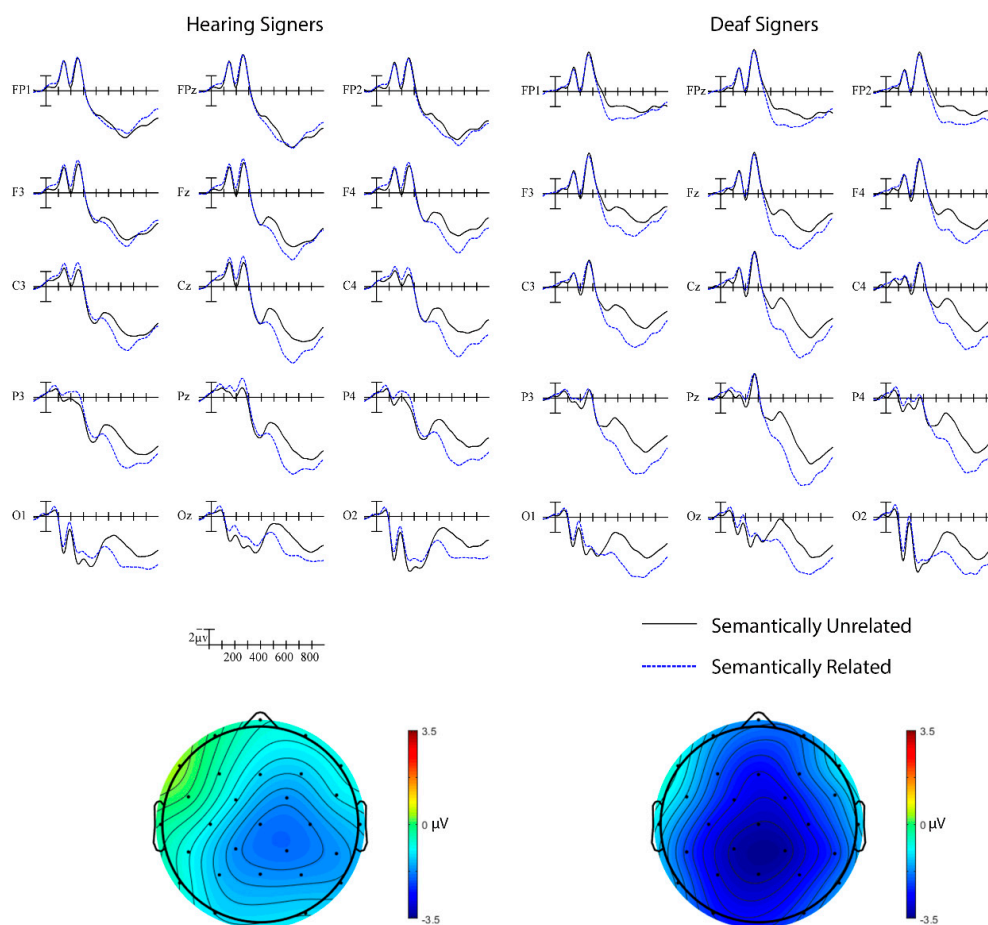 Hearing Signers Deaf Signers
FP1 FPz FP2 FP1 FPz FP2
F3 Fz F4 F3 Fz F4
C3 Cz C4 C3 Cz C4
P3 Pz P4 P3 Pz P4
O1 Oz O2 O1 Oz O2
2μv
200 400 600 800
Semantically Unrelated
Semantically Related
3.5 3.5
0 μV 0 μV
-3.5 -3.5